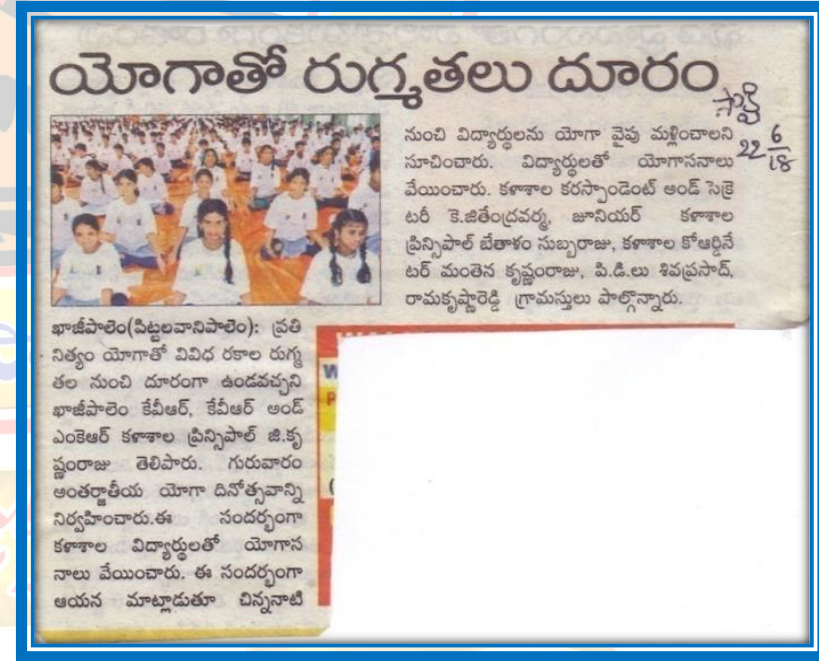 యోగాతో రుగ్మతలు దూరం
సాక్షి
22 6/18
ఖాజీపాలెం(పిట్టలవానిపాలెం): ప్రతి
నిత్యం యోగాతో వివిధ రకాల రుగ్మ
తల నుంచి దూరంగా ఉండవచ్చని
ఖాజీపాలెం కేవీఆర్, కేవీఆర్ అండ్
ఎంకెఆర్ కళాశాల ప్రిన్సిపాల్ జి.కృ
ష్ణంరాజు తెలిపారు. గురువారం
అంతర్జాతీయ యోగా దినోత్సవాన్ని
నిర్వహించారు.ఈ సందర్భంగా
కళాశాల విద్యార్థులతో యోగాస
నాలు వేయించారు. ఈ సందర్భంగా
ఆయన మాట్లాడుతూ చిన్ననాటి
నుంచి విద్యార్థులను యోగా వైపు మళ్లించాలని
సూచించారు. విద్యార్థులతో యోగాసనాలు
వేయించారు. కళాశాల కరస్పాండెంట్ అండ్ సెక్రె
టరీ కె.జితేంద్రవర్మ, జూనియర్ కళాశాల
ప్రిన్సిపాల్ బేతాళం సుబ్బరాజు, కళాశాల కోఆర్డినే
టర్ మంతెన కృష్ణంరాజు, పి.డి.లు శివప్రసాద్,
రామకృష్ణారెడ్డి గ్రామస్తులు పాల్గొన్నారు.